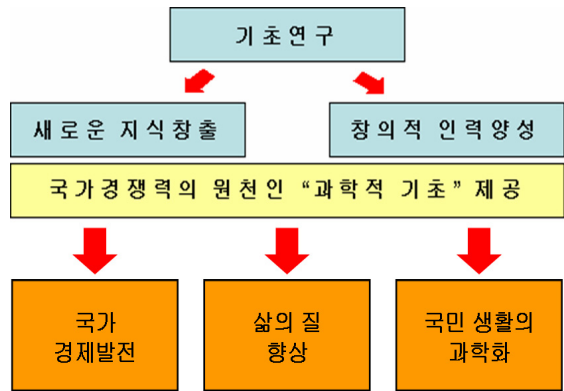 기초연구
새로운 지식창출
창의적 인력양성
국가경쟁력의 원천인 “과학적 기초” 제공
국가
경제발전
삶의 질
향상
국민 생활의
과학화